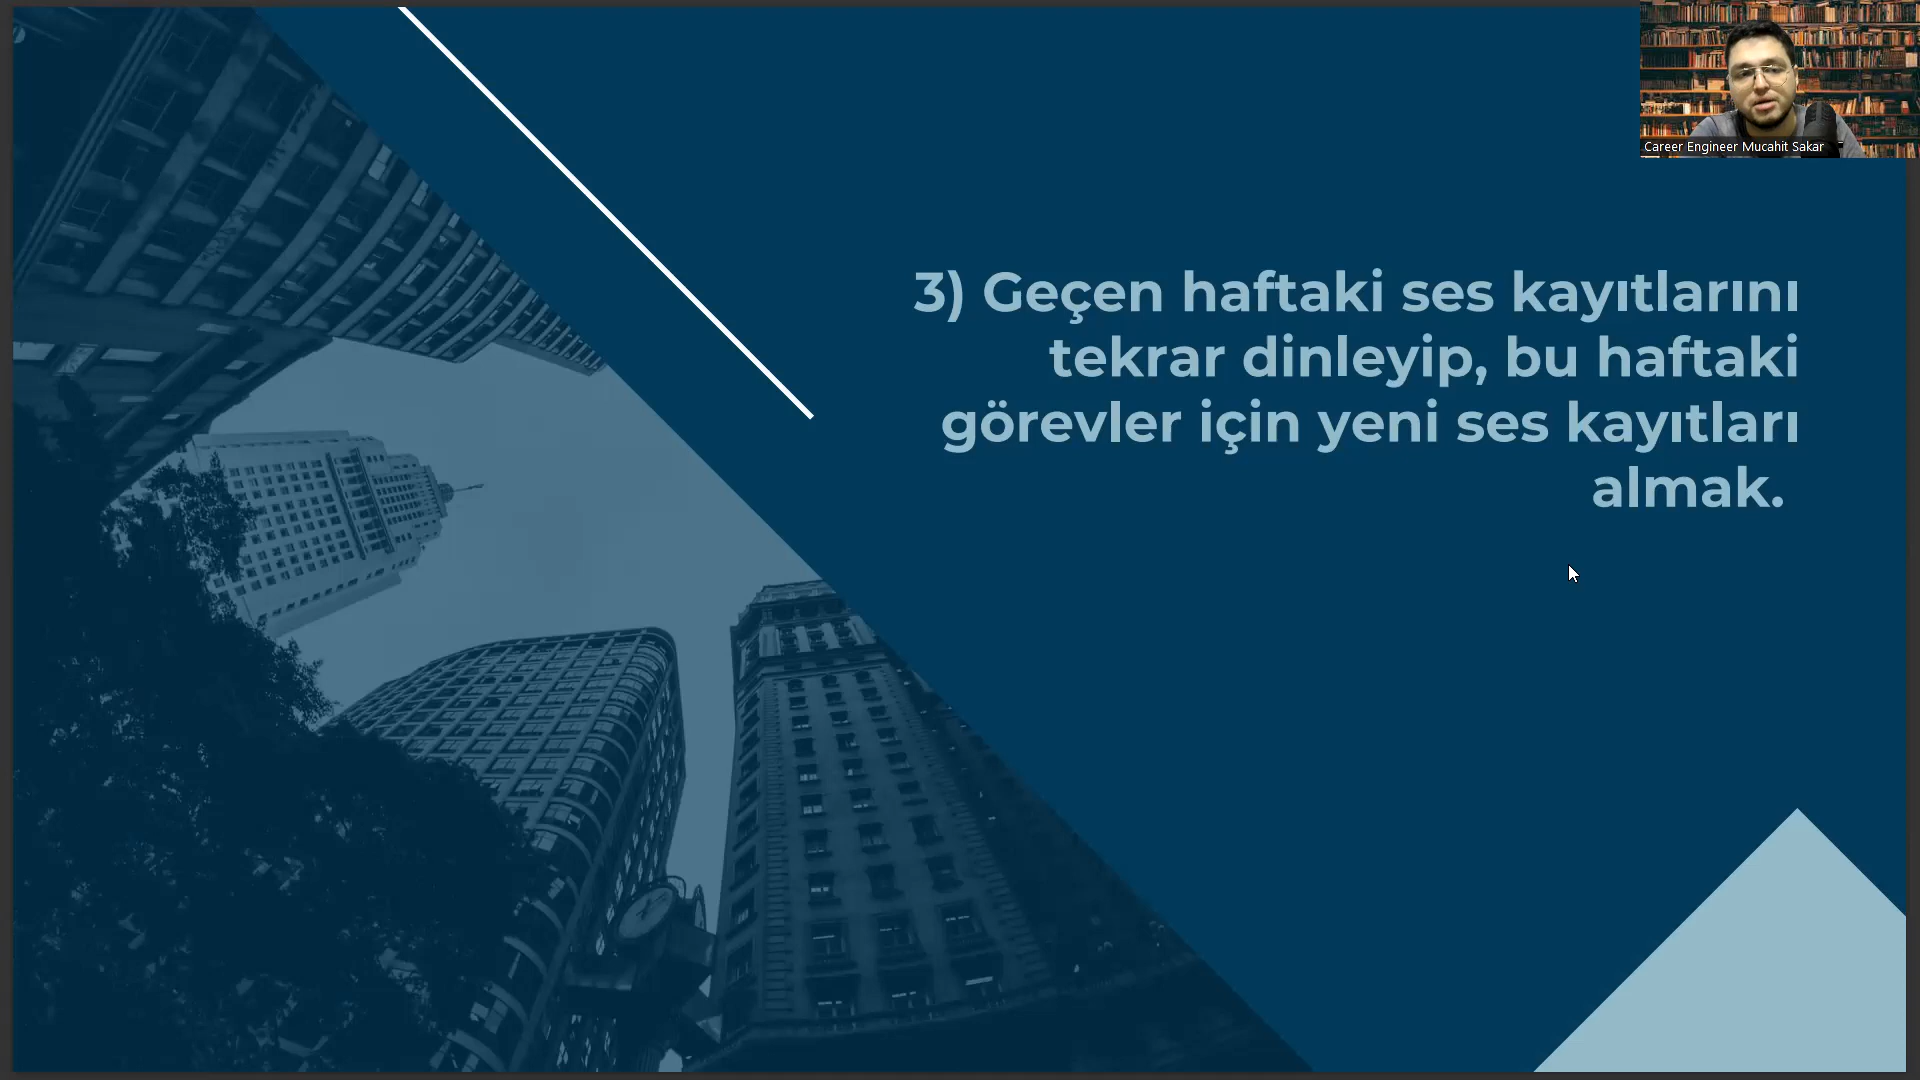 Career Engineer Mucahit Sakar
3) Geçen haftaki ses kayıtlarını
tekrar dinleyip, bu haftaki
görevler için yeni ses kayıtları
almak.